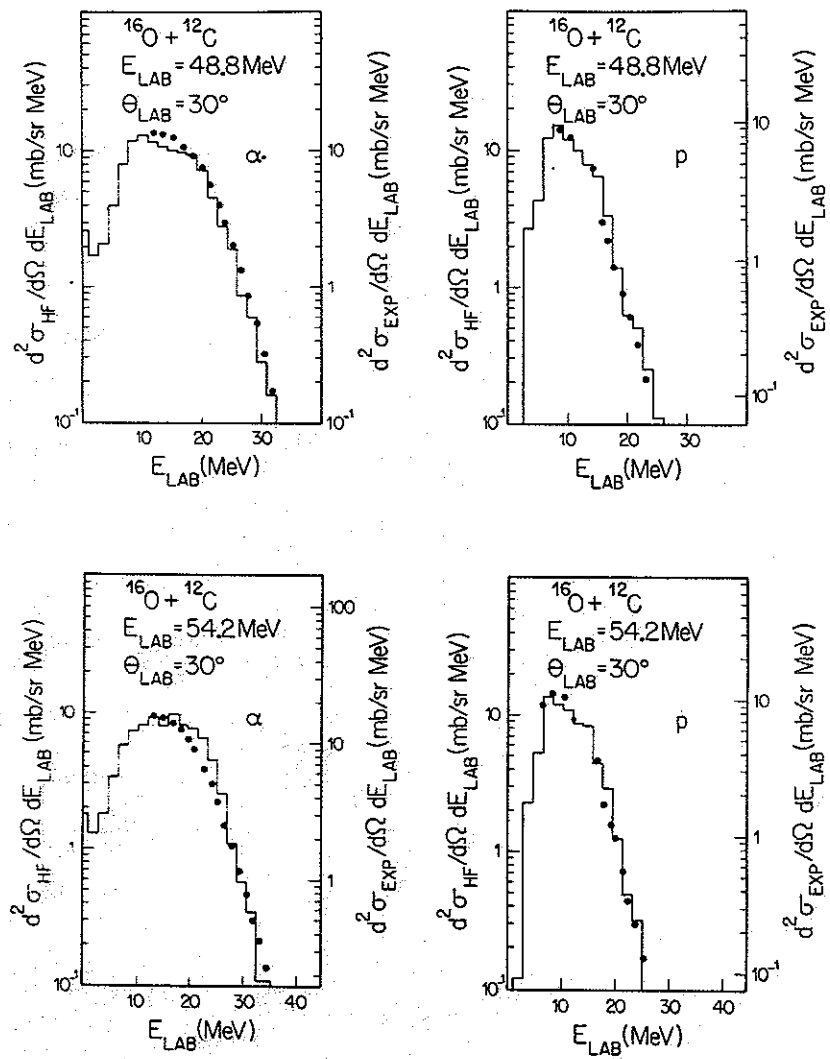 ¹⁶O + ¹²C
E_LAB = 48.8 MeV
Θ_LAB = 30°
α
10
1
10⁻¹
10
1
10⁻¹
10 20 30
E_LAB (MeV)
d²σ_HF/dΩ dE_LAB (mb/sr MeV)
d²σ_EXP/dΩ dE_LAB (mb/sr MeV)
¹⁶O + ¹²C
E_LAB = 48.8 MeV
Θ_LAB = 30°
p
10
1
10⁻¹
10
1
10⁻¹
10 20 30
E_LAB (MeV)
d²σ_HF/dΩ dE_LAB (mb/sr MeV)
d²σ_EXP/dΩ dE_LAB (mb/sr MeV)
¹⁶O + ¹²C
E_LAB = 54.2 MeV
Θ_LAB = 30°
α
10
1
10⁻¹
100
10
1
10 20 30 40
E_LAB (MeV)
d²σ_HF/dΩ dE_LAB (mb/sr MeV)
d²σ_EXP/dΩ dE_LAB (mb/sr MeV)
¹⁶O + ¹²C
E_LAB = 54.2 MeV
Θ_LAB = 30°
p
10
1
10⁻¹
10
1
10⁻¹
10 20 30 40
E_LAB (MeV)
d²σ_HF/dΩ dE_LAB (mb/sr MeV)
d²σ_EXP/dΩ dE_LAB (mb/sr MeV)